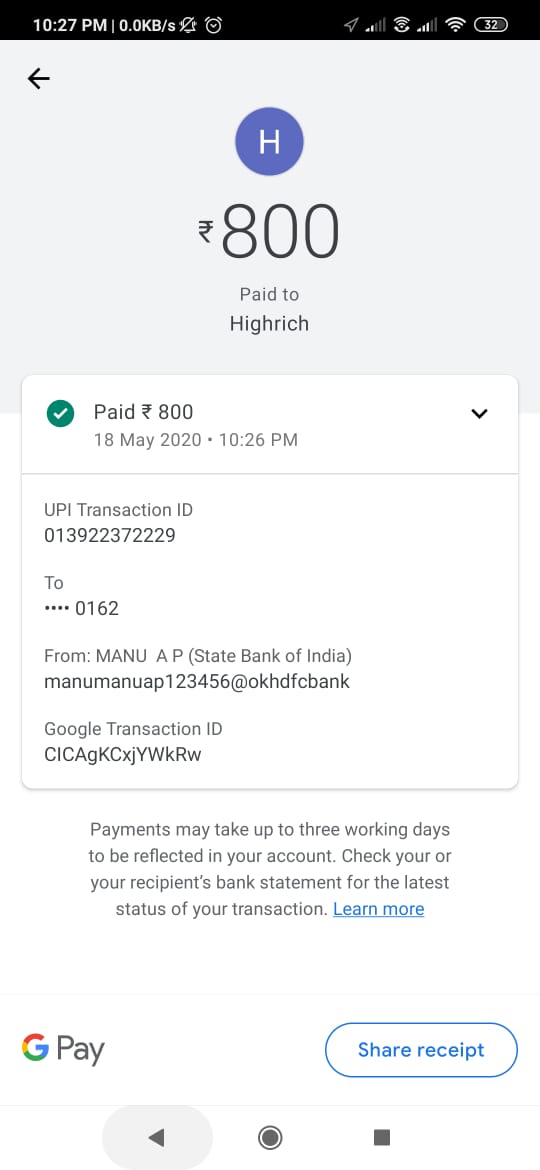 10:27 PM | 0.0KB/s
32
H
₹800
Paid to
Highrich
Paid ₹ 800
18 May 2020 • 10:26 PM
UPI Transaction ID
013922372229
To
•••• 0162
From: MANU  A P (State Bank of India)
manumanuap123456@okhdfcbank
Google Transaction ID
CICAgKCxjYWkRw
Payments may take up to three working days
to be reflected in your account. Check your or
your recipient's bank statement for the latest
status of your transaction. Learn more
G Pay
Share receipt